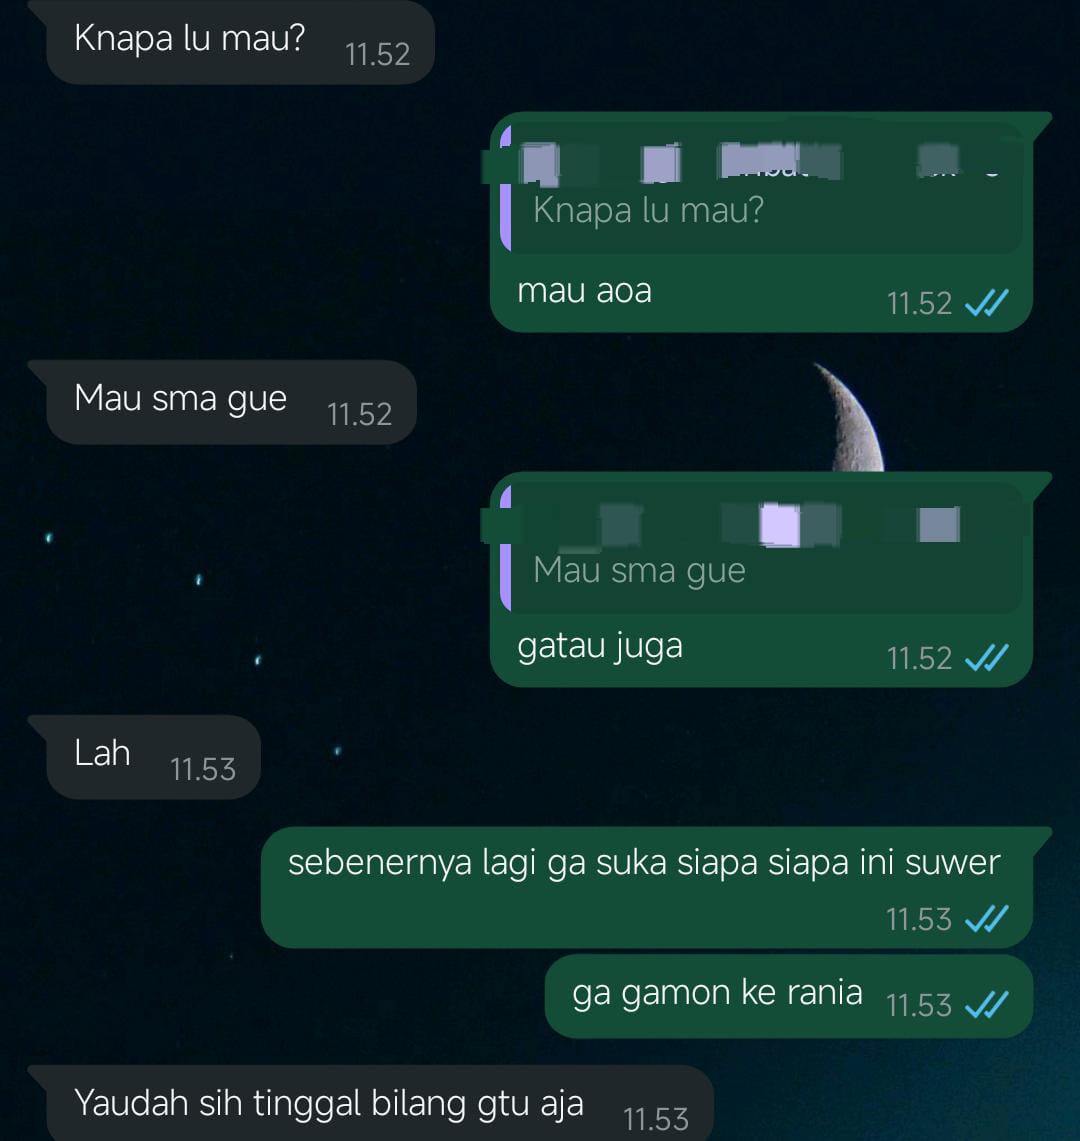 Knapa lu mau? 11.52
Knapa lu mau?
mau aoa 11.52
Mau sma gue 11.52
Mau sma gue
gatau juga 11.52
Lah 11.53
sebenernya lagi ga suka siapa siapa ini suwer
11.53
ga gamon ke rania 11.53
Yaudah sih tinggal bilang gtu aja 11.53